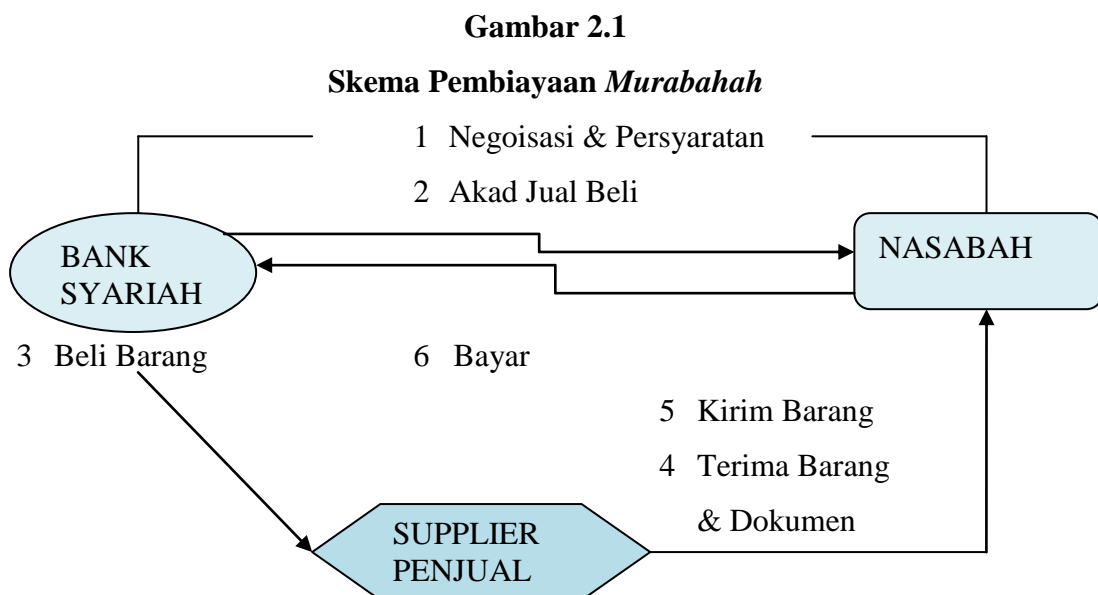 Gambar 2.1
Skema Pembiayaan Murabahah
1 Negoisasi & Persyaratan
2 Akad Jual Beli
BANK
SYARIAH
NASABAH
3 Beli Barang
6 Bayar
5 Kirim Barang
4 Terima Barang
& Dokumen
SUPPLIER
PENJUAL